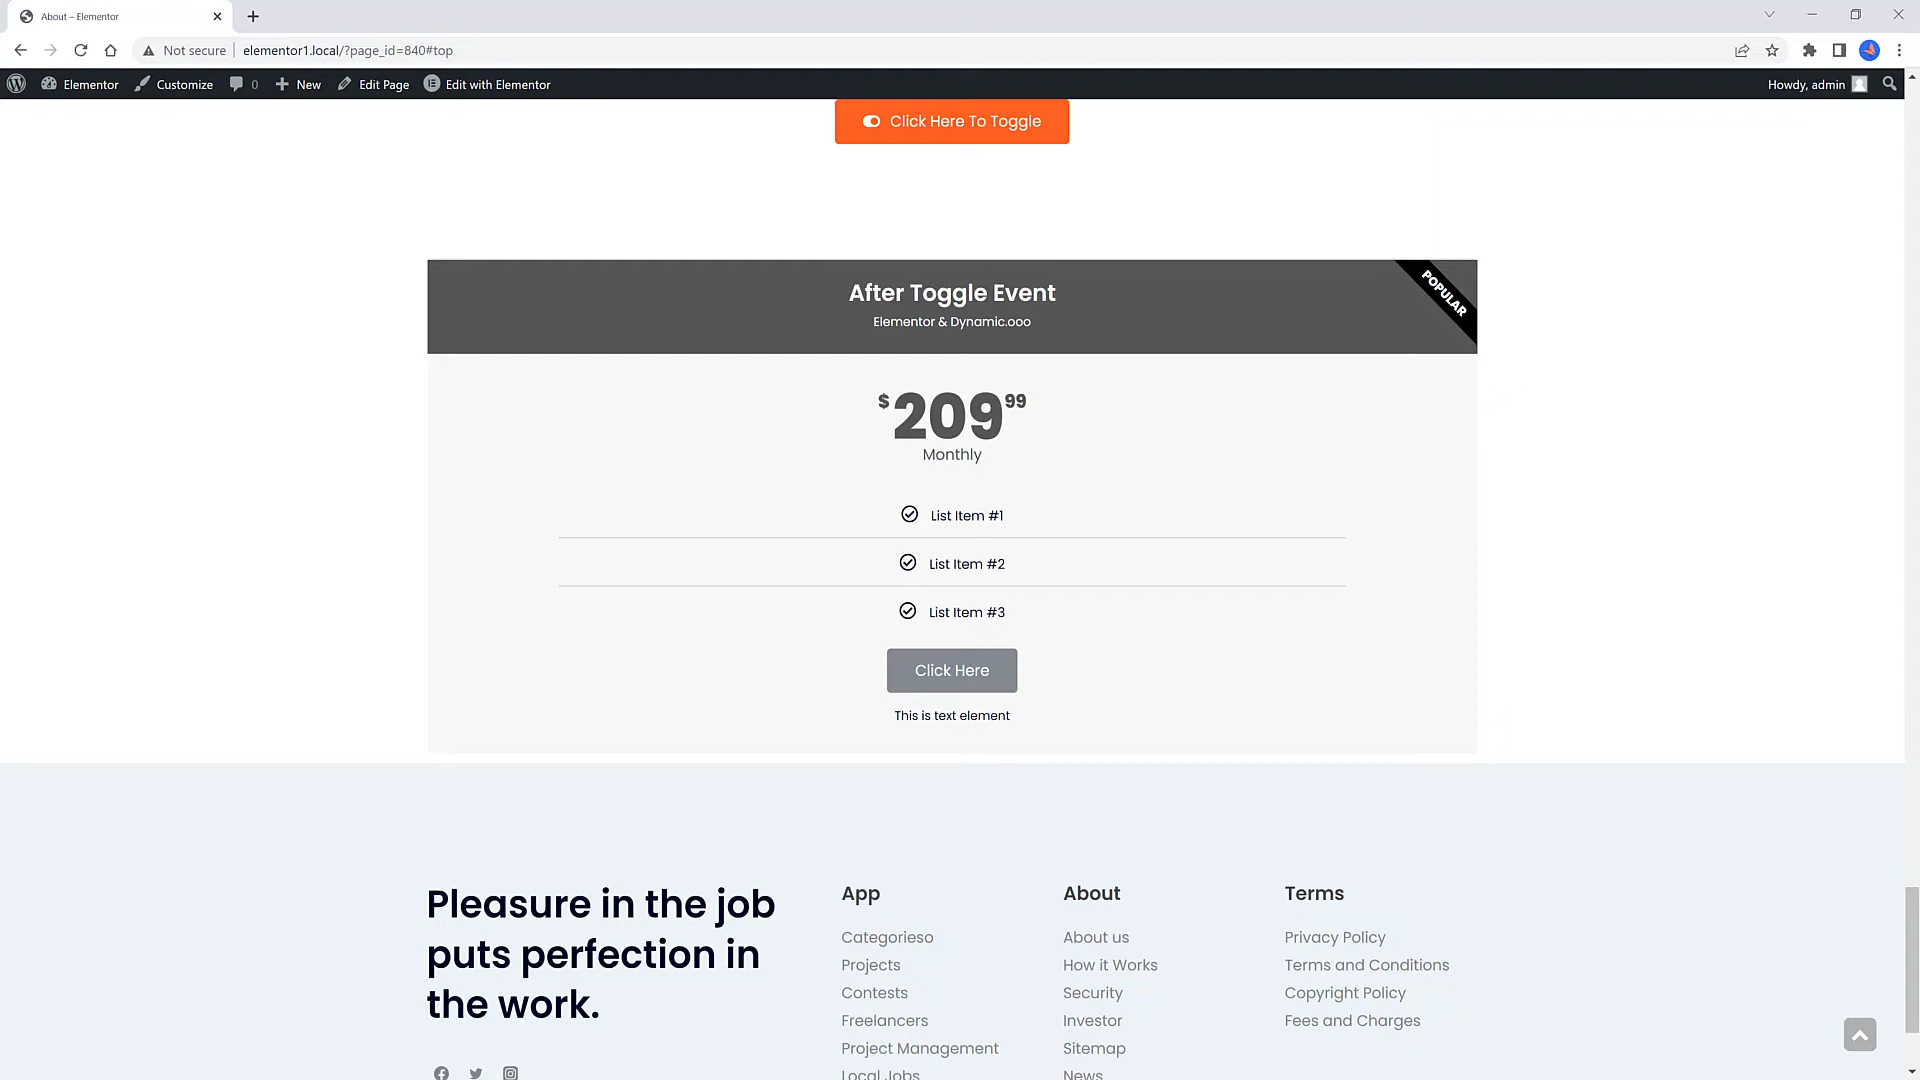 About – Elementor
Not secure
elementor1.local/?page_id=840#top
Elementor
Customize
0
New
Edit Page
Edit with Elementor
Howdy, admin
Click Here To Toggle
After Toggle Event
Elementor & Dynamic.ooo
POPULAR
$209 99
Monthly
List Item #1
List Item #2
List Item #3
Click Here
This is text element
Pleasure in the job
puts perfection in
the work.
App
Categorieso
Projects
Contests
Freelancers
Project Management
Local Jobs
About
About us
How it Works
Security
Investor
Sitemap
News
Terms
Privacy Policy
Terms and Conditions
Copyright Policy
Fees and Charges